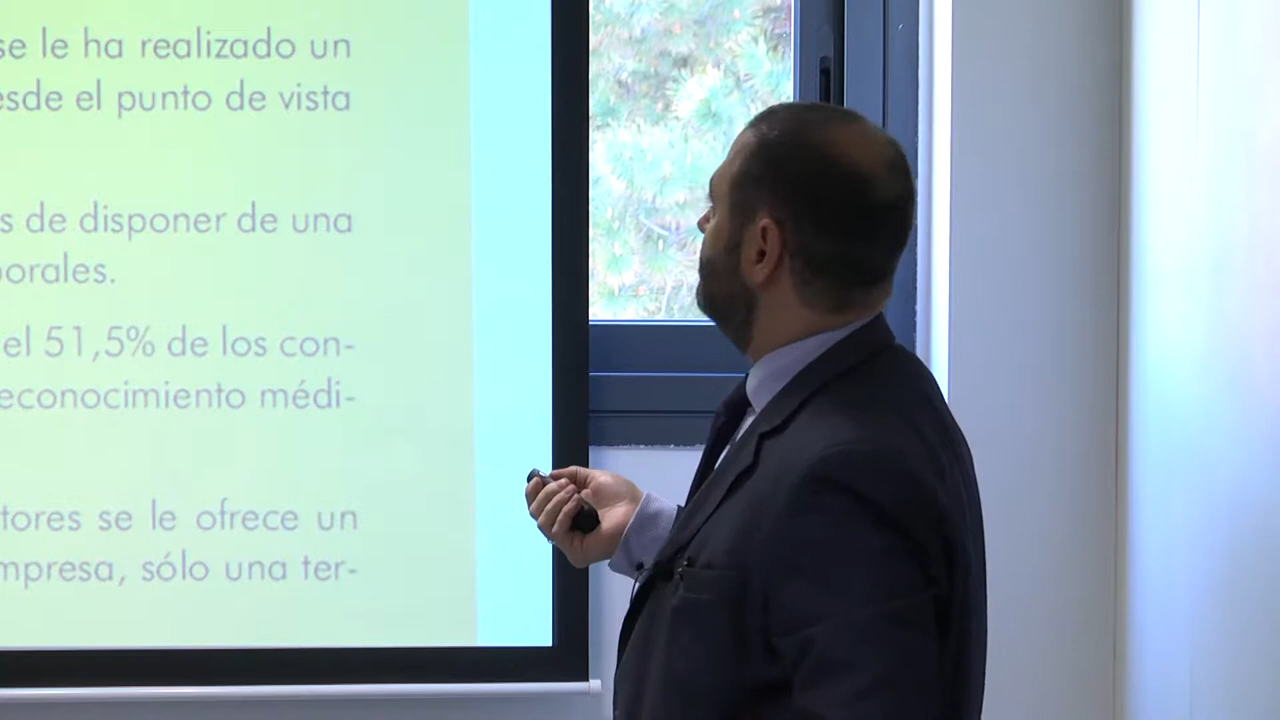 se le ha realizado un
esde el punto de vista
s de disponer de una
orales.
el 51,5% de los con-
econocimiento médi-
tores se le ofrece un
mpresa, sólo una ter-